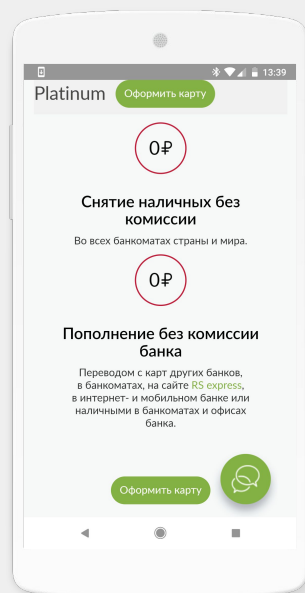 13:39
Platinum Оформить карту
0₽
Снятие наличных без
комиссии
Во всех банкоматах страны и мира.
0₽
Пополнение без комиссии
банка
Переводом с карт других банков,
в банкоматах, на сайте RS express,
в интернет- и мобильном банке или
наличными в банкоматах и офисах
банка.
Оформить карту